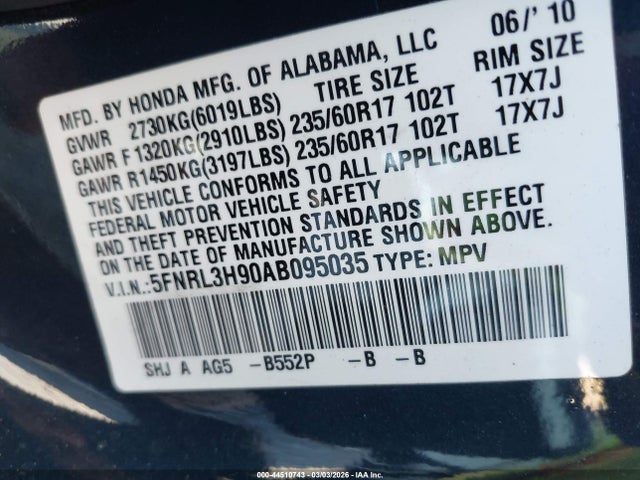 MFD. BY HONDA MFG. OF ALABAMA, LLC 06/'10
GVWR 2730KG(6019LBS) TIRE SIZE RIM SIZE
GAWR F1320KG(2910LBS) 235/60R17 102T 17X7J
GAWR R1450KG(3197LBS) 235/60R17 102T 17X7J
THIS VEHICLE CONFORMS TO ALL APPLICABLE
FEDERAL MOTOR VEHICLE SAFETY
AND THEFT PREVENTION STANDARDS IN EFFECT
ON THE DATE OF MANUFACTURE SHOWN ABOVE.
V.I.N.:5FNRL3H90AB095035 TYPE: MPV
SHJ A AG5 -B552P -B -B
000-44510743 - 03/03/2026 - IAA Inc.